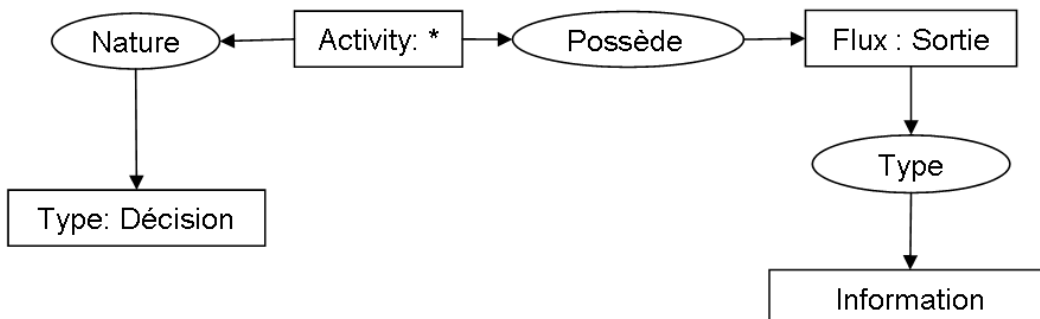 Nature
Activity: *
Possède
Flux : Sortie
Type
Type: Décision
Information